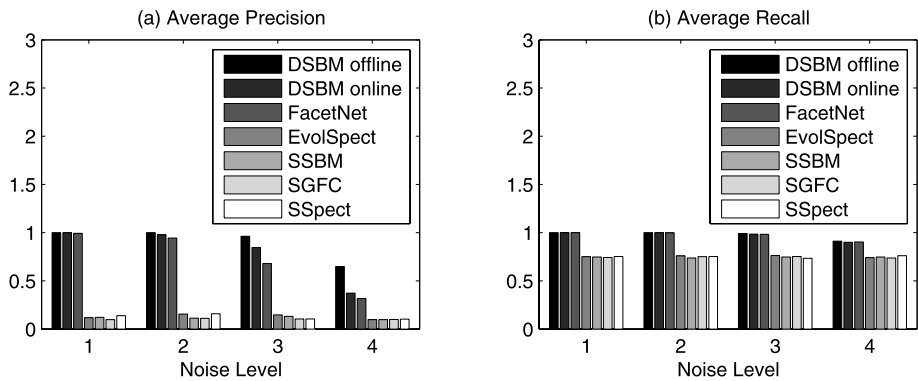 (a) Average Precision
3
2.5
2
1.5
1
0.5
0
DSBM offline
DSBM online
FacetNet
EvolSpect
SSBM
SGFC
SSpect
1 2 3 4
Noise Level
(b) Average Recall
3
2.5
2
1.5
1
0.5
0
DSBM offline
DSBM online
FacetNet
EvolSpect
SSBM
SGFC
SSpect
1 2 3 4
Noise Level